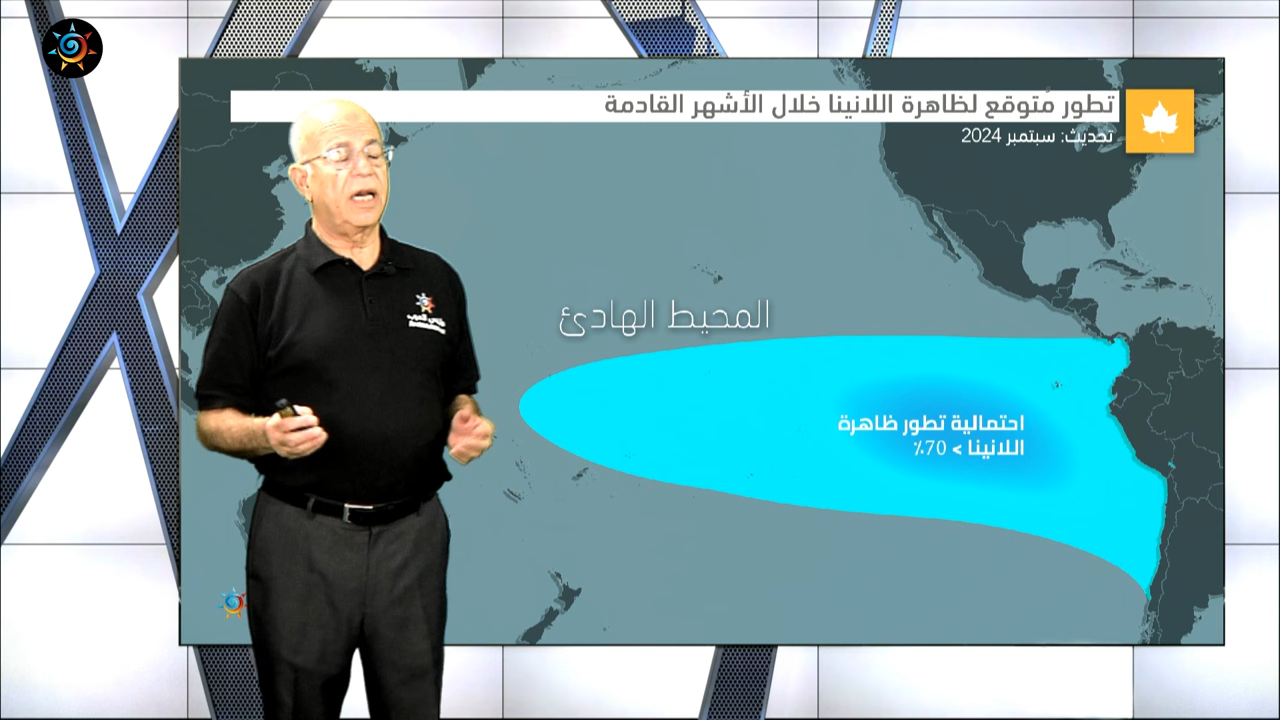 تطور مُتوقع لظاهرة اللانينا خلال الأشهر القادمة
تحديث: سبتمبر 2024
المحيط الهادئ
احتمالية تطور ظاهرة
اللانينا > 70٪